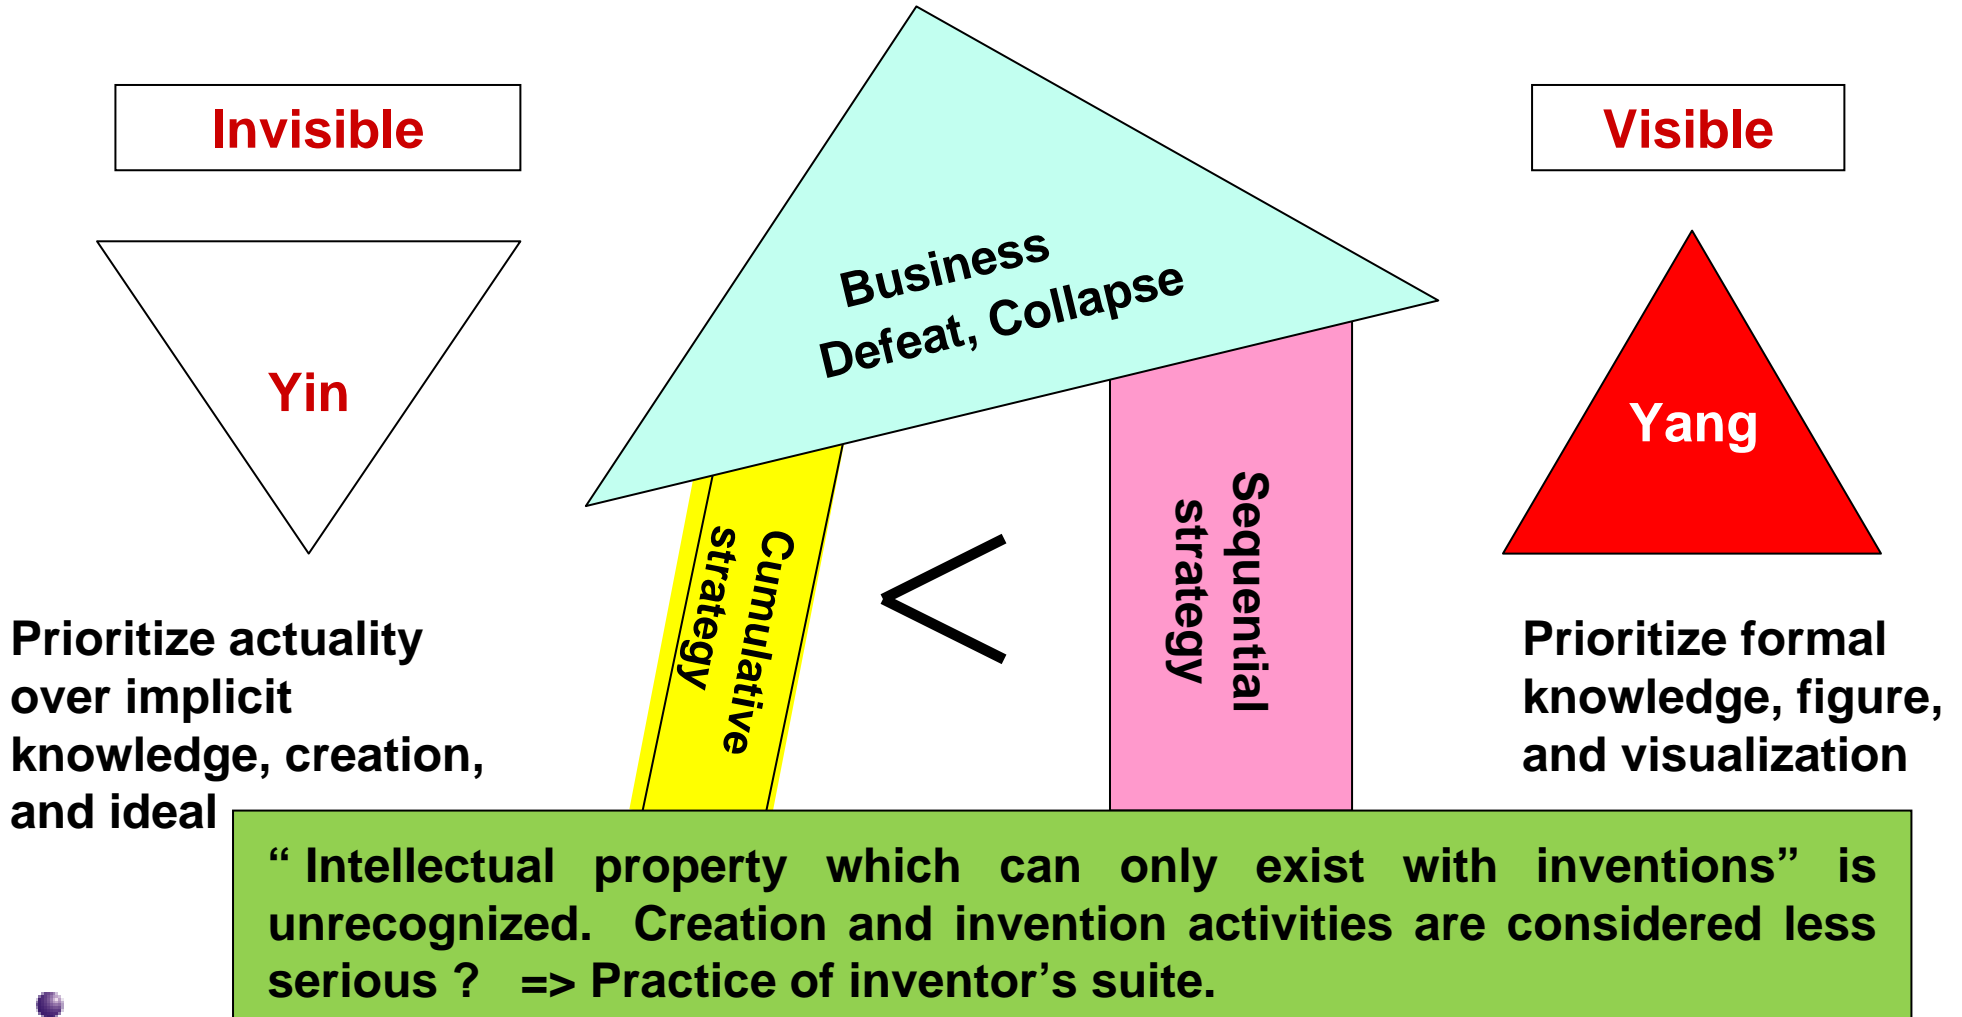 Invisible
Visible
Business
Defeat, Collapse
Yin
Yang
Cumulative
strategy
<
Sequential
strategy
Prioritize actuality
over implicit
knowledge, creation,
and ideal
Prioritize formal
knowledge, figure,
and visualization
“ Intellectual property which can only exist with inventions” is
unrecognized. Creation and invention activities are considered less
serious ? => Practice of inventor’s suite.